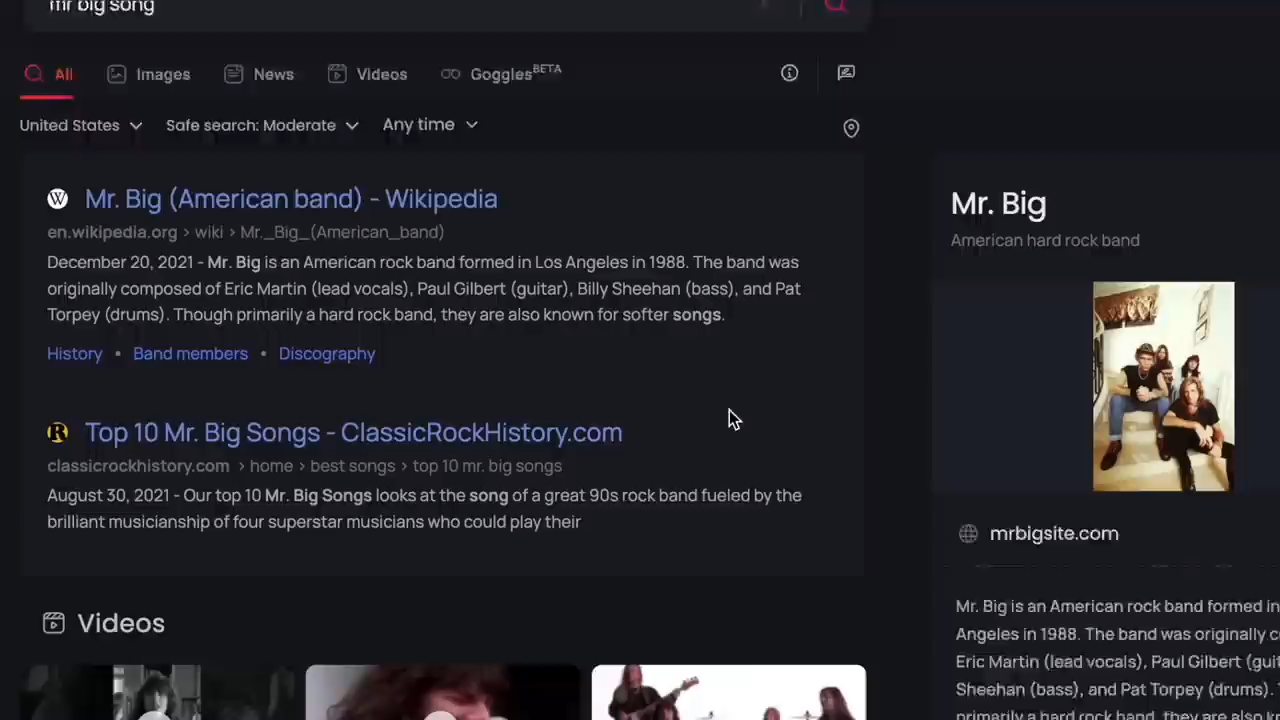 mr big song
All
Images
News
Videos
Goggles BETA
United States
Safe search: Moderate
Any time
Mr. Big (American band) - Wikipedia
en.wikipedia.org › wiki › Mr._Big_(American_band)
December 20, 2021 - Mr. Big is an American rock band formed in Los Angeles in 1988. The band was
originally composed of Eric Martin (lead vocals), Paul Gilbert (guitar), Billy Sheehan (bass), and Pat
Torpey (drums). Though primarily a hard rock band, they are also known for softer songs.
History • Band members • Discography
Top 10 Mr. Big Songs - ClassicRockHistory.com
classicrockhistory.com › home › best songs › top 10 mr. big songs
August 30, 2021 - Our top 10 Mr. Big Songs looks at the song of a great 90s rock band fueled by the
brilliant musicianship of four superstar musicians who could play their
Videos
Mr. Big
American hard rock band
mrbigsite.com
Mr. Big is an American rock band formed in
Angeles in 1988. The band was originally c
Eric Martin (lead vocals), Paul Gilbert (guit
Sheehan (bass), and Pat Torpey (drums).
primarily a hard rock band, they are also